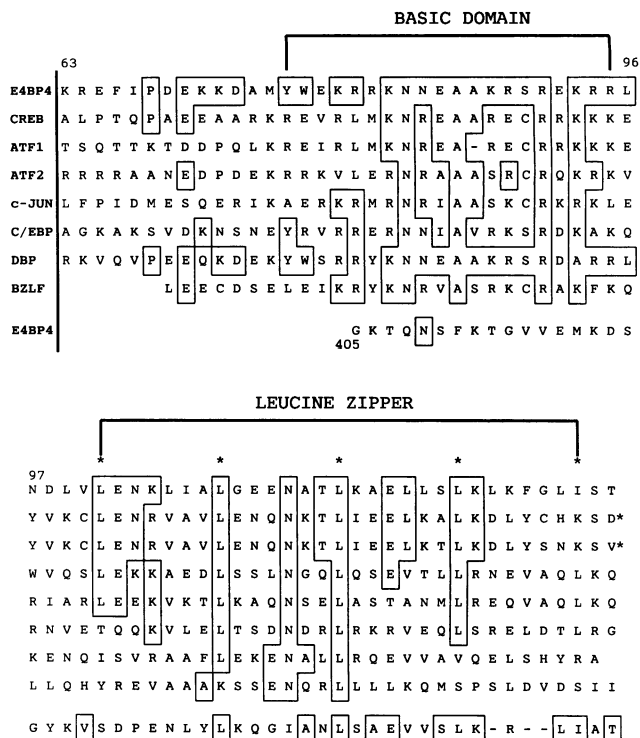 BASIC DOMAIN
63 96
E4BP4 K R E F I P D E K K D A M Y W E K R R K N N E A A K R S R E K R R L
CREB A L P T Q P A E E A A R K R E V R L M K N R E A A R E C R R K K K E
ATF1 T S Q T T K T D D P Q L K R E I R L M K N R E A - R E C R R K K K E
ATF2 R R R R A A N E D P D E K R R K V L E R N R A A A S R C R Q K R K V
c-JUN L F P I D M E S Q E R I K A E R K R M R N R I A A S K C R K R K L E
C/EBP A G K A K S V D K N S N E Y R V R R E R N N I A V R K S R D K A K Q
DBP R K V Q V P E E Q K D E K Y W S R R Y K N N E A A K R S R D A R R L
BZLF L E E C D S E L E I K R Y K N R V A S R K C R A K F K Q
E4BP4 G K T Q N S F K T G V V E M K D S
405
LEUCINE ZIPPER
* * * * *
97
N D L V L E N K L I A L G E E N A T L K A E L L S L K L K F G L I S T
Y V K C L E N R V A V L E N Q N K T L I E E L K A L K D L Y C H K S D*
Y V K C L E N R V A V L E N Q N K T L I E E L K T L K D L Y S N K S V*
W V Q S L E K K A E D L S S L N G Q L Q S E V T L L R N E V A Q L K Q
R I A R L E E K V K T L K A Q N S E L A S T A N M L R E Q V A Q L K Q
R N V E T Q Q K V L E L T S D N D R L R K R V E Q L S R E L D T L R G
K E N Q I S V R A A F L E K E N A L L R Q E V V A V Q E L S H Y R A
L L Q H Y R E V A A A K S S E N Q R L L L L K Q M S P S L D V D S I I
G Y K V S D P E N L Y L K Q G I A N L S A E V V S L K - R - - L I A T